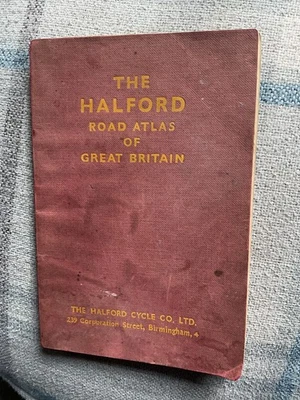 THE
HALFORD
ROAD ATLAS
OF
GREAT BRITAIN
THE HALFORD CYCLE CO. LTD.
239 Corporation Street, Birmingham, 4